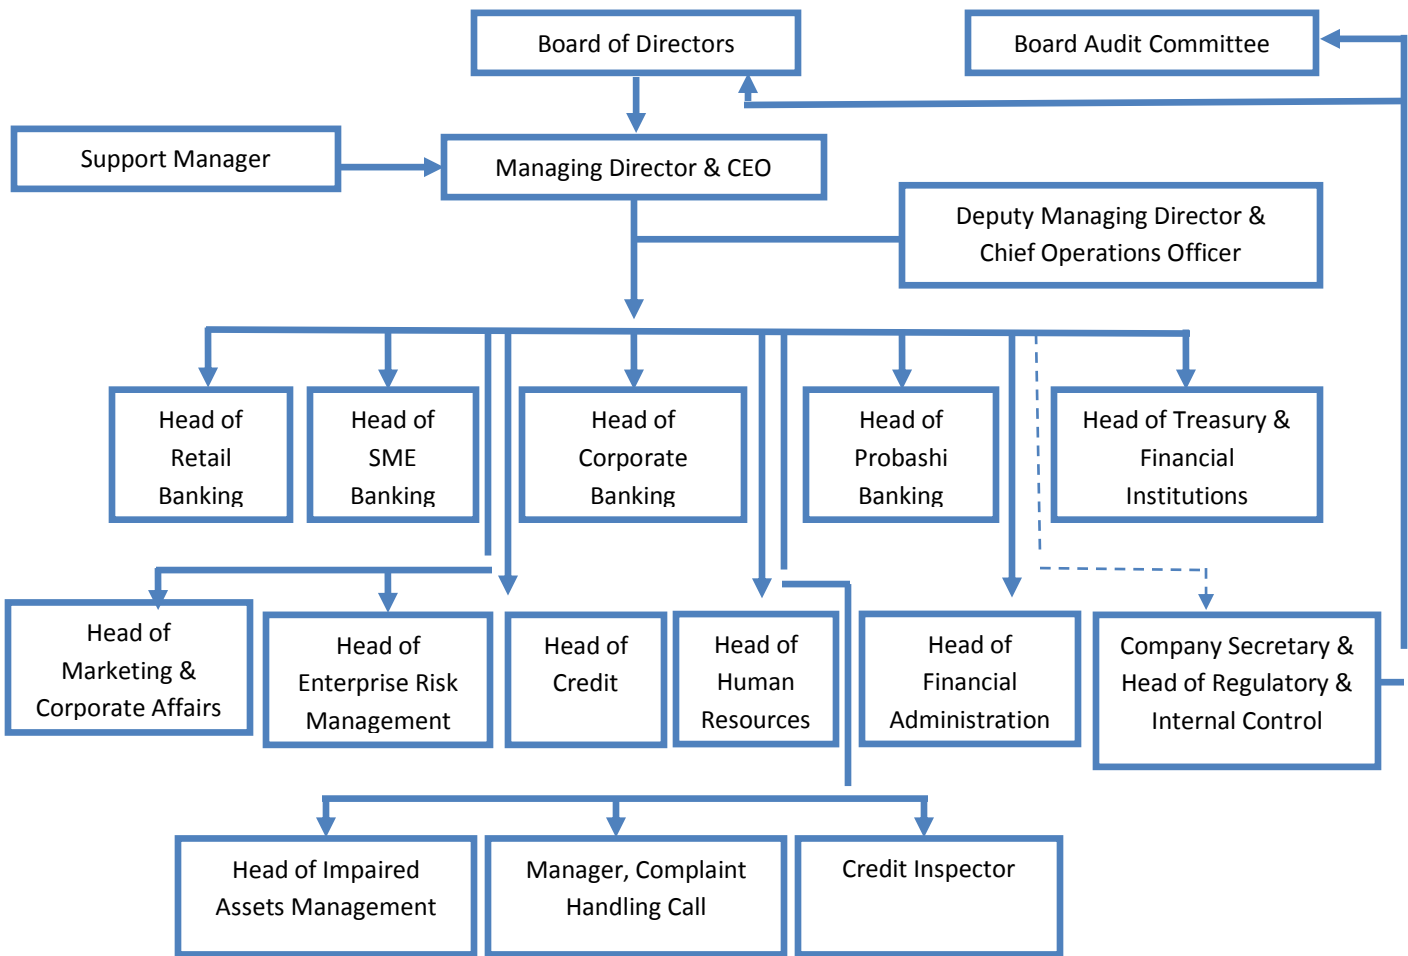 Board of Directors
Board Audit Committee
Support Manager
Managing Director & CEO
Deputy Managing Director &
Chief Operations Officer
Head of
Retail
Banking
Head of
SME
Banking
Head of
Corporate
Banking
Head of
Probashi
Banking
Head of Treasury &
Financial
Institutions
Head of
Marketing &
Corporate Affairs
Head of
Enterprise Risk
Management
Head of
Credit
Head of
Human
Resources
Head of
Financial
Administration
Company Secretary &
Head of Regulatory &
Internal Control
Head of Impaired
Assets Management
Manager, Complaint
Handling Call
Credit Inspector